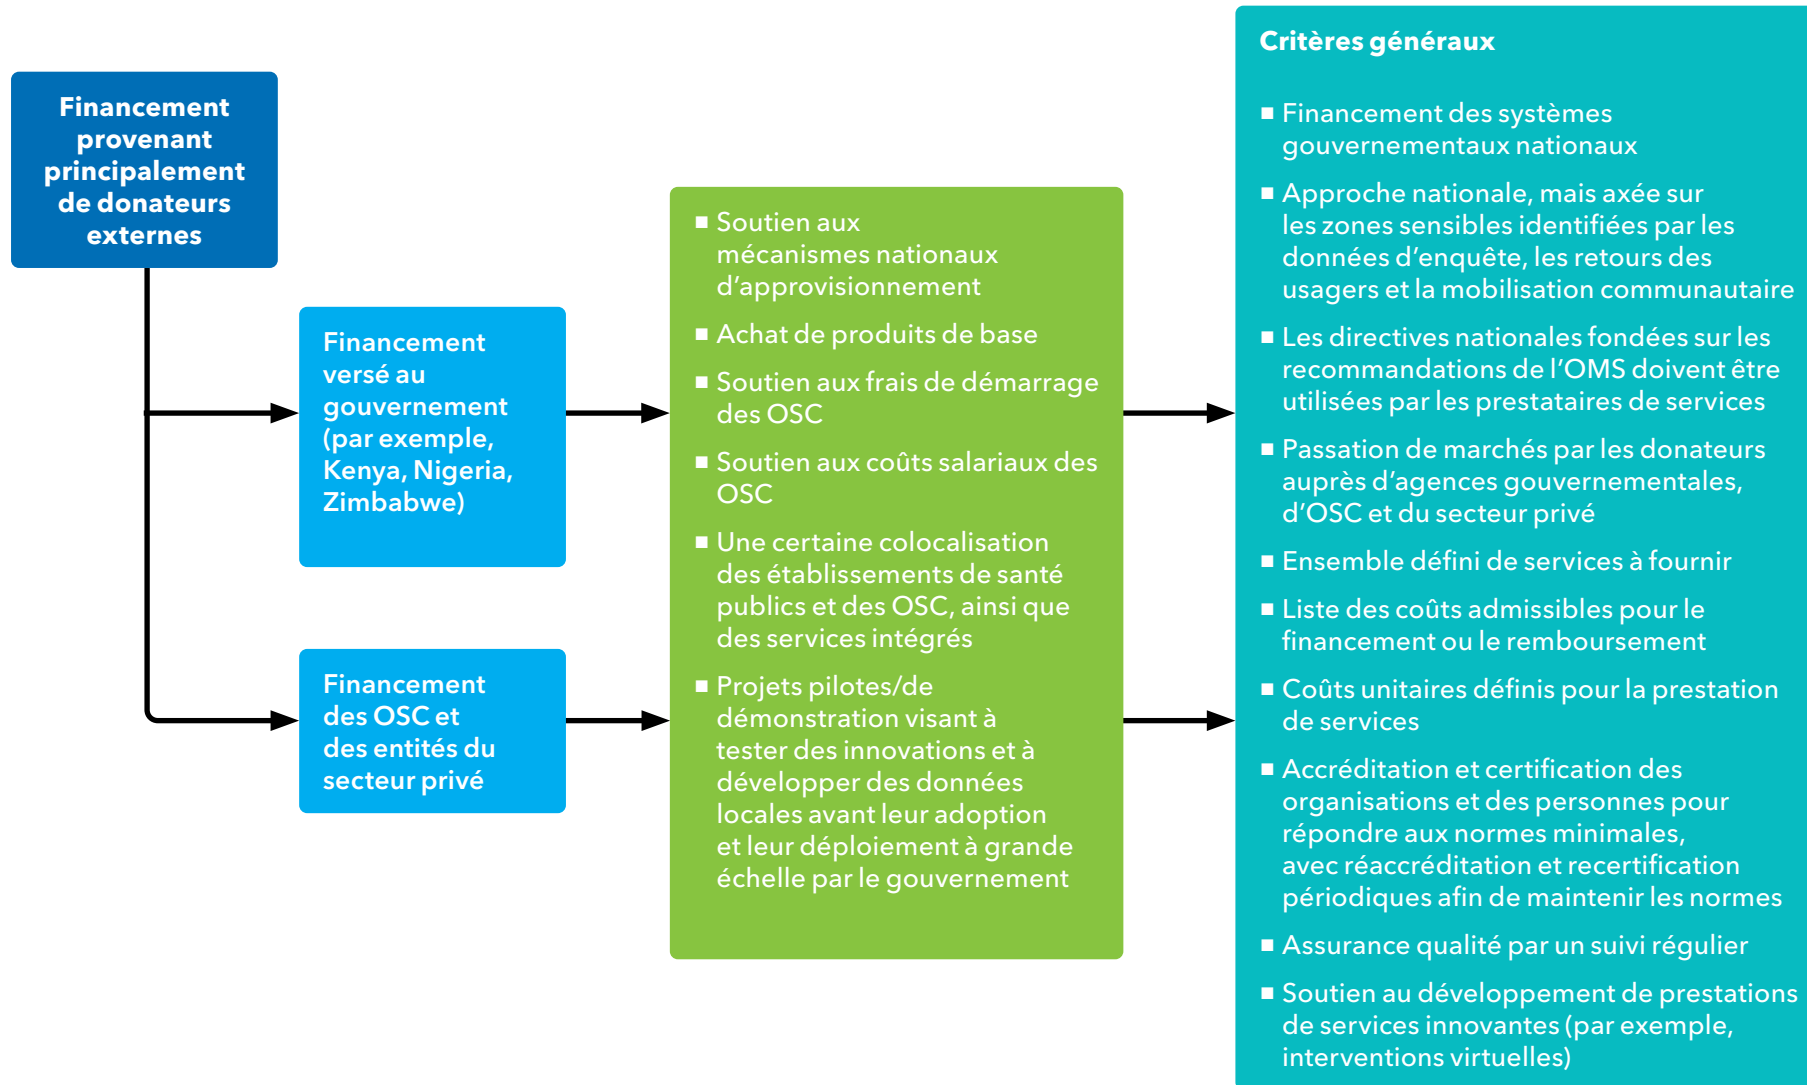 Financement
provenant
principalement
de donateurs
externes
Financement
versé au
gouvernement
(par exemple,
Kenya, Nigeria,
Zimbabwe)
Financement
des OSC et
des entités du
secteur privé
■ Soutien aux
mécanismes nationaux
d’approvisionnement
■ Achat de produits de base
■ Soutien aux frais de démarrage
des OSC
■ Soutien aux coûts salariaux des
OSC
■ Une certaine colocalisation
des établissements de santé
publics et des OSC, ainsi que
des services intégrés
■ Projets pilotes/de
démonstration visant à
tester des innovations et à
développer des données
locales avant leur adoption
et leur déploiement à grande
échelle par le gouvernement
Critères généraux
■ Financement des systèmes
gouvernementaux nationaux
■ Approche nationale, mais axée sur
les zones sensibles identifiées par les
données d’enquête, les retours des
usagers et la mobilisation communautaire
■ Les directives nationales fondées sur les
recommandations de l’OMS doivent être
utilisées par les prestataires de services
■ Passation de marchés par les donateurs
auprès d’agences gouvernementales,
d’OSC et du secteur privé
■ Ensemble défini de services à fournir
■ Liste des coûts admissibles pour le
financement ou le remboursement
■ Coûts unitaires définis pour la prestation
de services
■ Accréditation et certification des
organisations et des personnes pour
répondre aux normes minimales,
avec réaccréditation et recertification
périodiques afin de maintenir les normes
■ Assurance qualité par un suivi régulier
■ Soutien au développement de prestations
de services innovantes (par exemple,
interventions virtuelles)